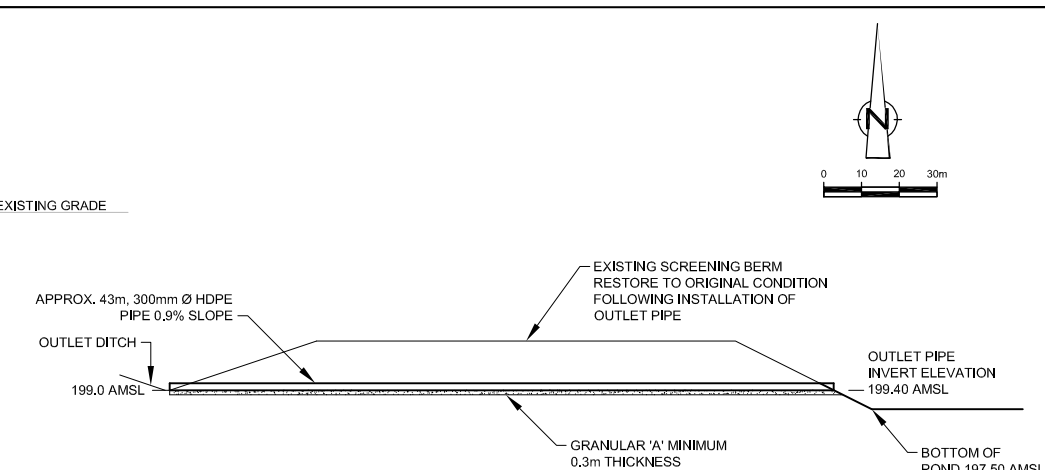 N
0 10 20 30m
EXISTING GRADE
EXISTING SCREENING BERM
RESTORE TO ORIGINAL CONDITION
FOLLOWING INSTALLATION OF
OUTLET PIPE
APPROX. 43m, 300mm Ø HDPE
PIPE 0.9% SLOPE
OUTLET DITCH
199.0 AMSL
OUTLET PIPE
INVERT ELEVATION
199.40 AMSL
GRANULAR 'A' MINIMUM
0.3m THICKNESS
BOTTOM OF
POND 197.50 AMSL